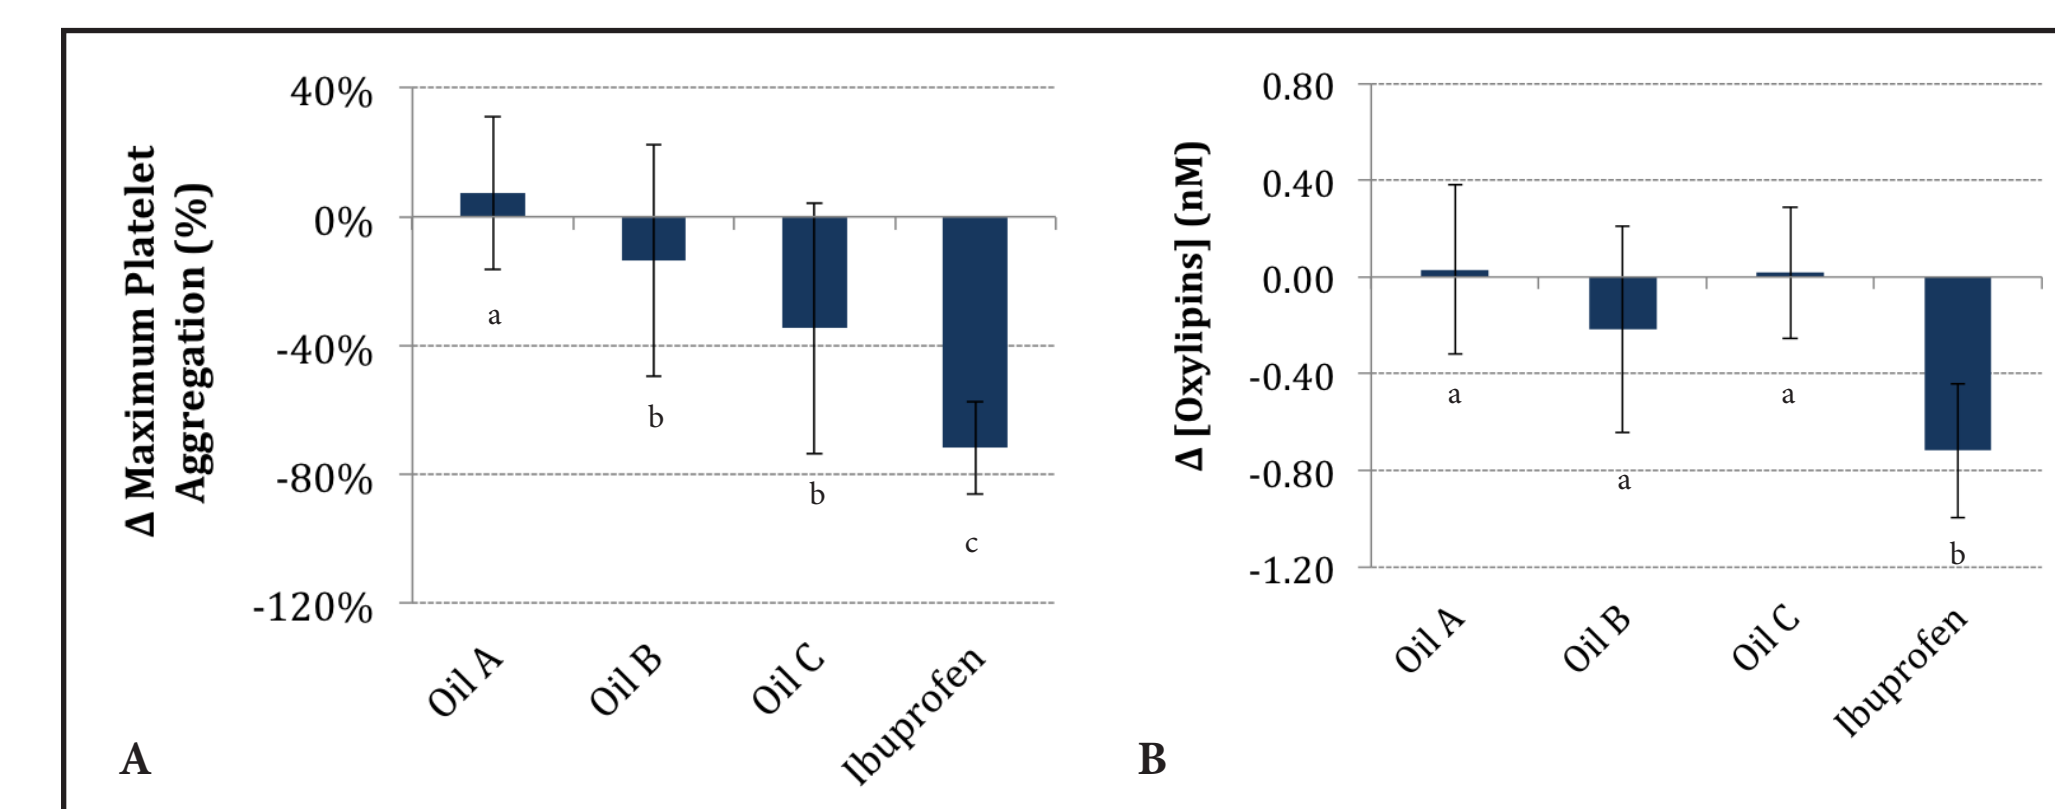 Δ Maximum Platelet
Aggregation (%)
40%
0%
-40%
-80%
-120%
a
b
b
c
Oil A
Oil B
Oil C
Ibuprofen
A
Δ [Oxylipins] (nM)
0.80
0.40
0.00
-0.40
-0.80
-1.20
a
a
a
b
Oil A
Oil B
Oil C
Ibuprofen
B